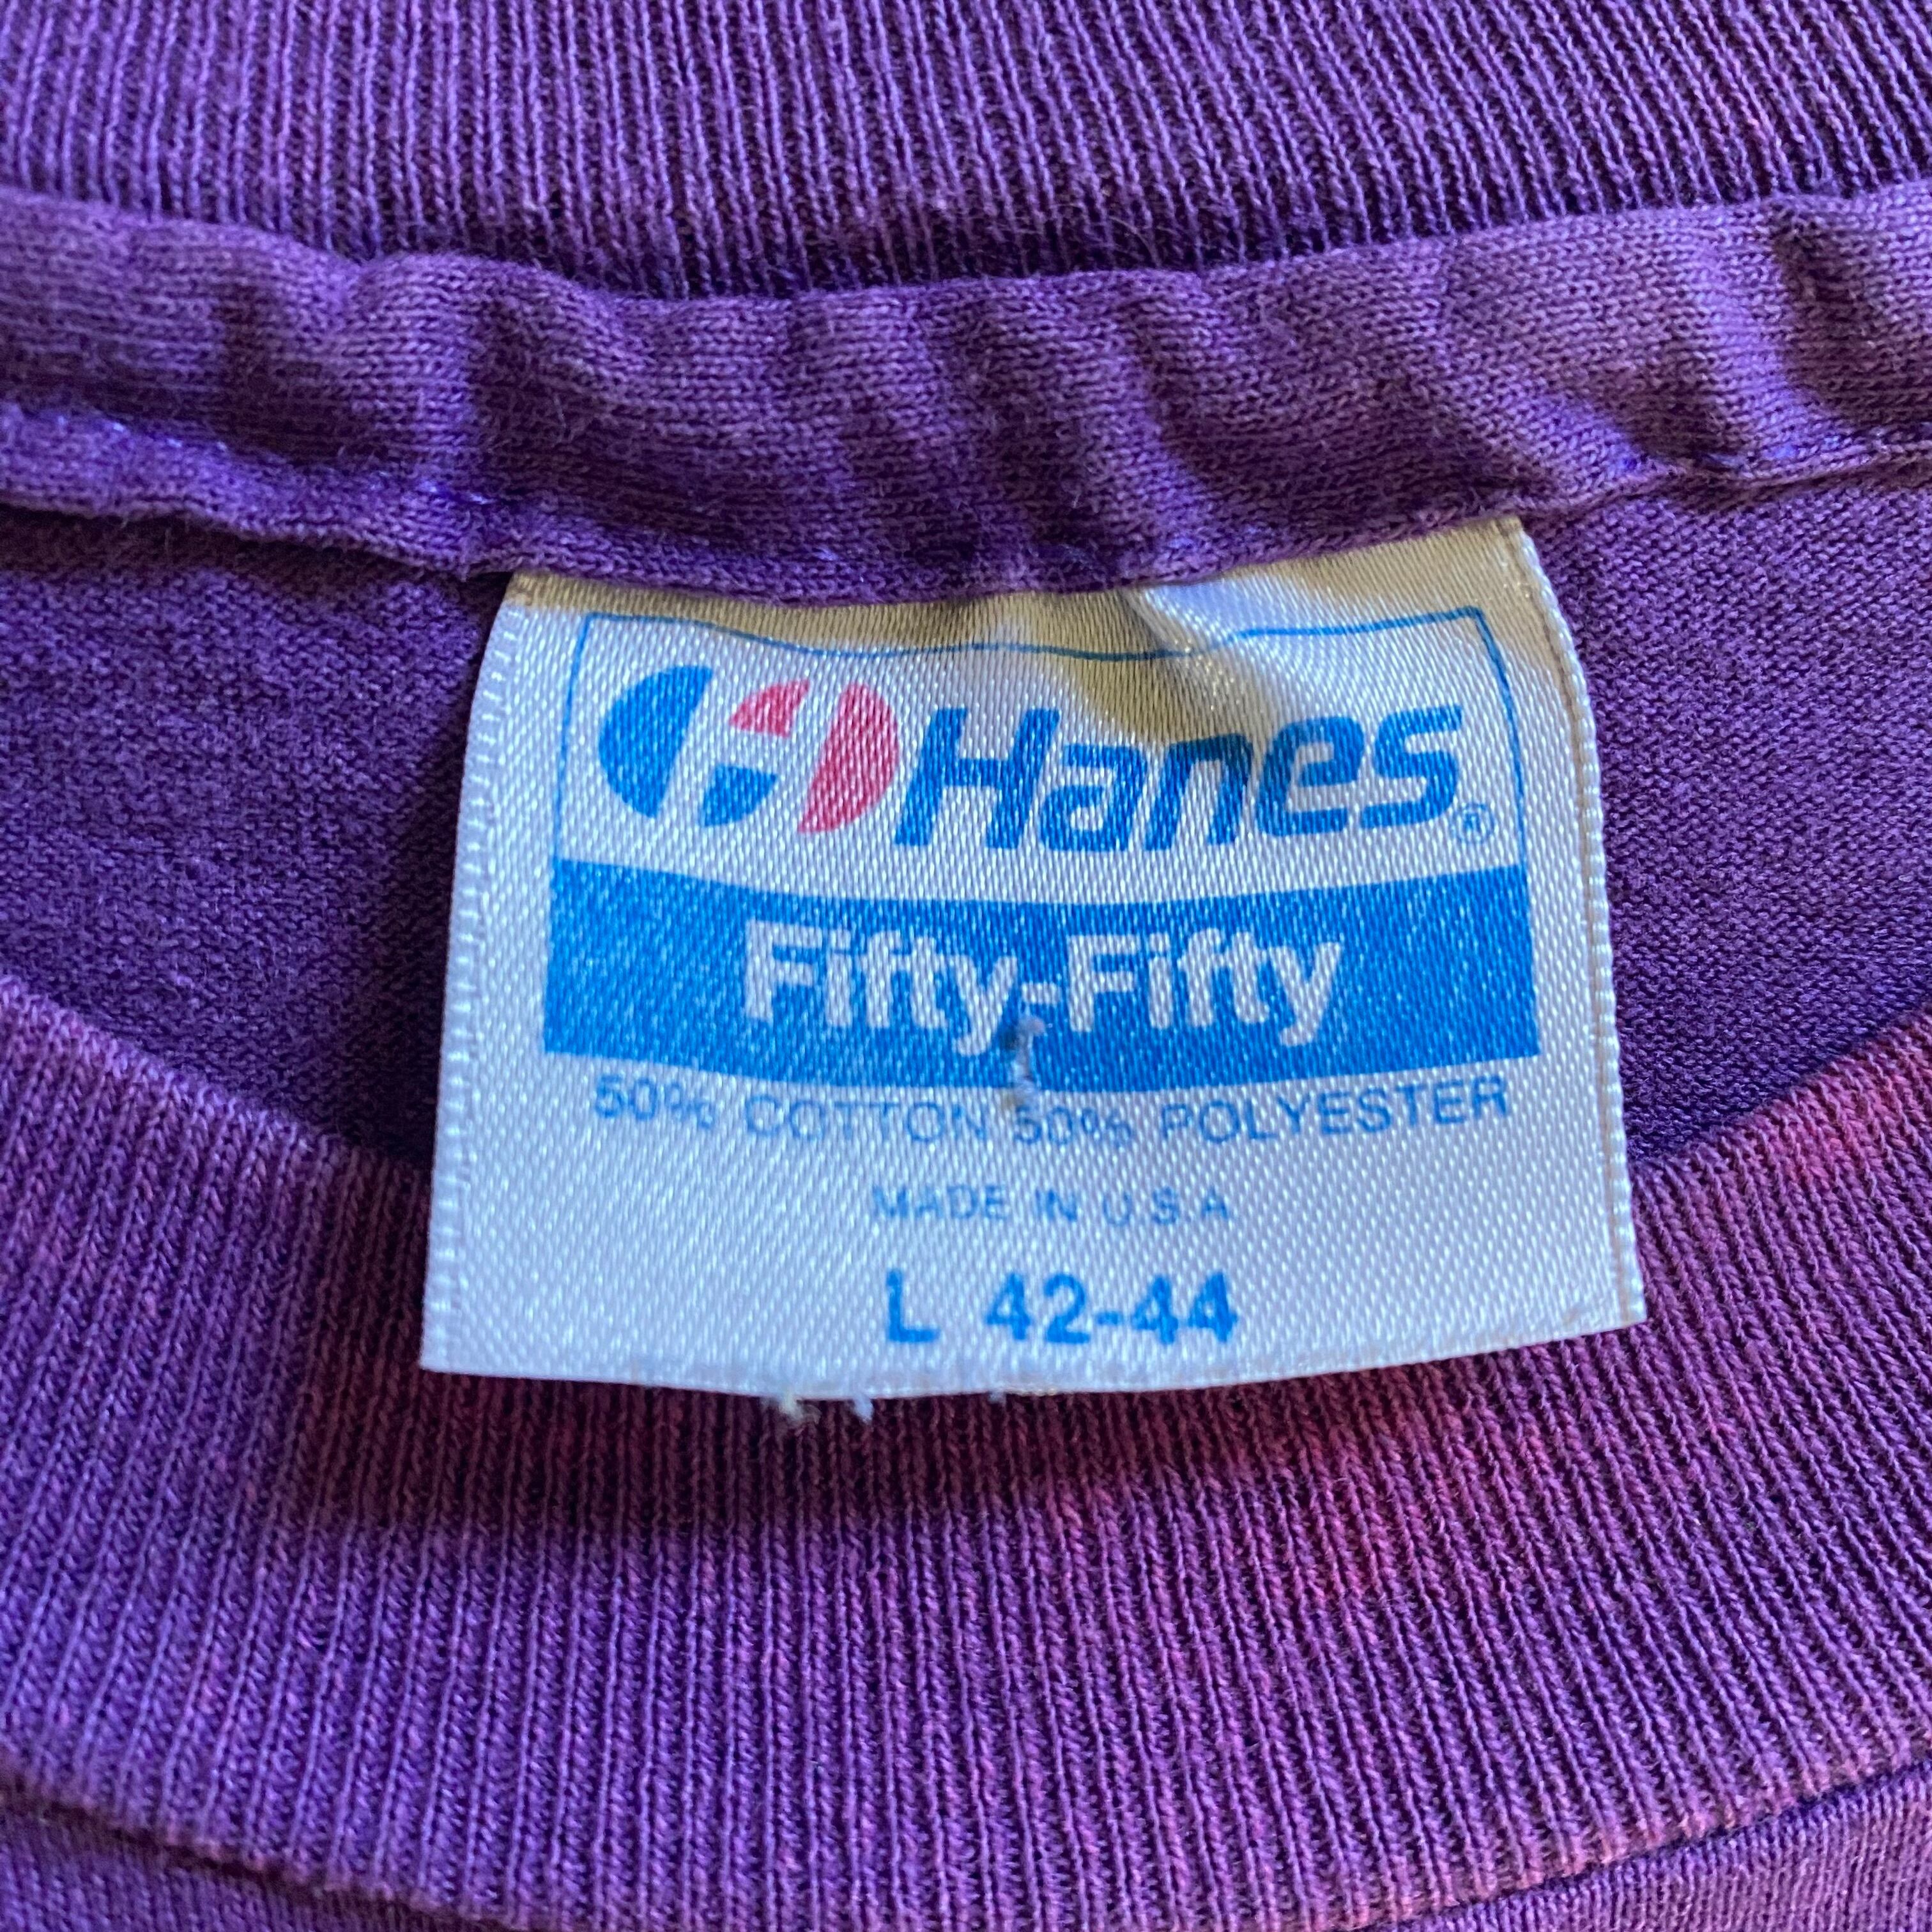 Hanes®
Fifty-Fifty
50% COTTON 50% POLYESTER
MADE IN U.S.A.
L 42-44